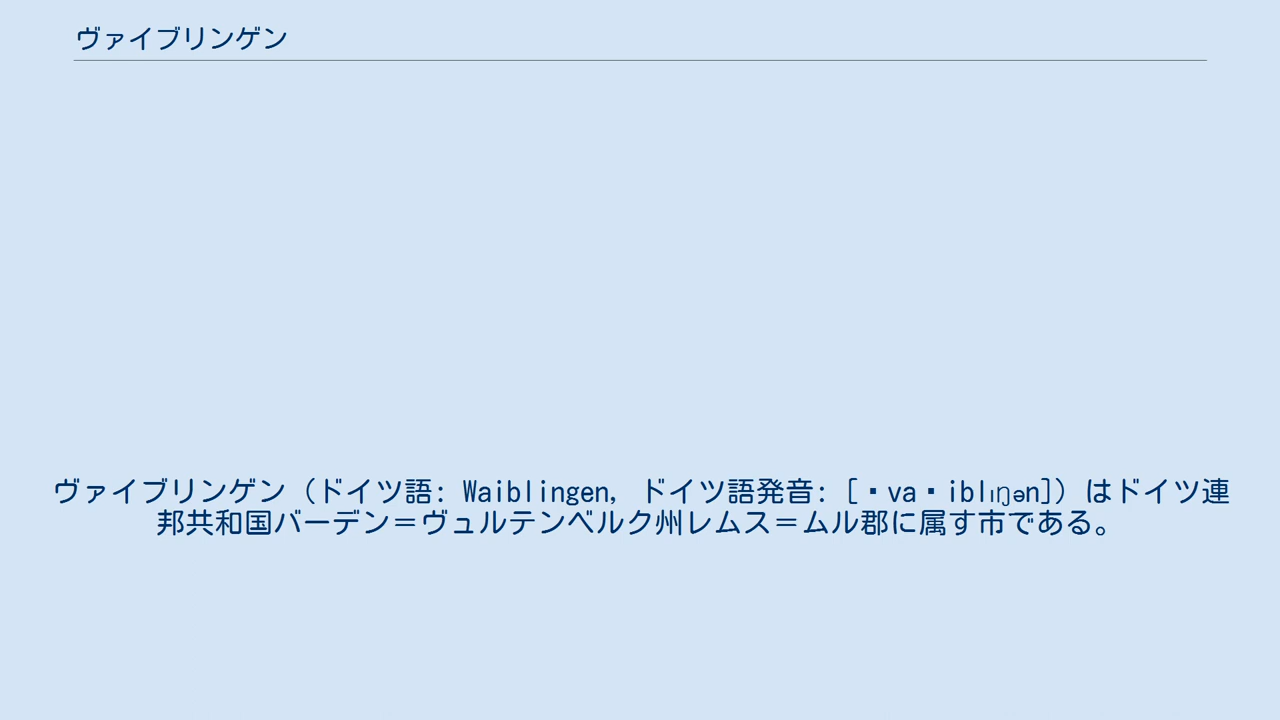 ヴァイブリンゲン
ヴァイブリンゲン（ドイツ語: Waiblingen, ドイツ語発音: [▪va▪iblɪŋən]）はドイツ連
邦共和国バーデン＝ヴュルテンベルク州レムス＝ムル郡に属す市である。